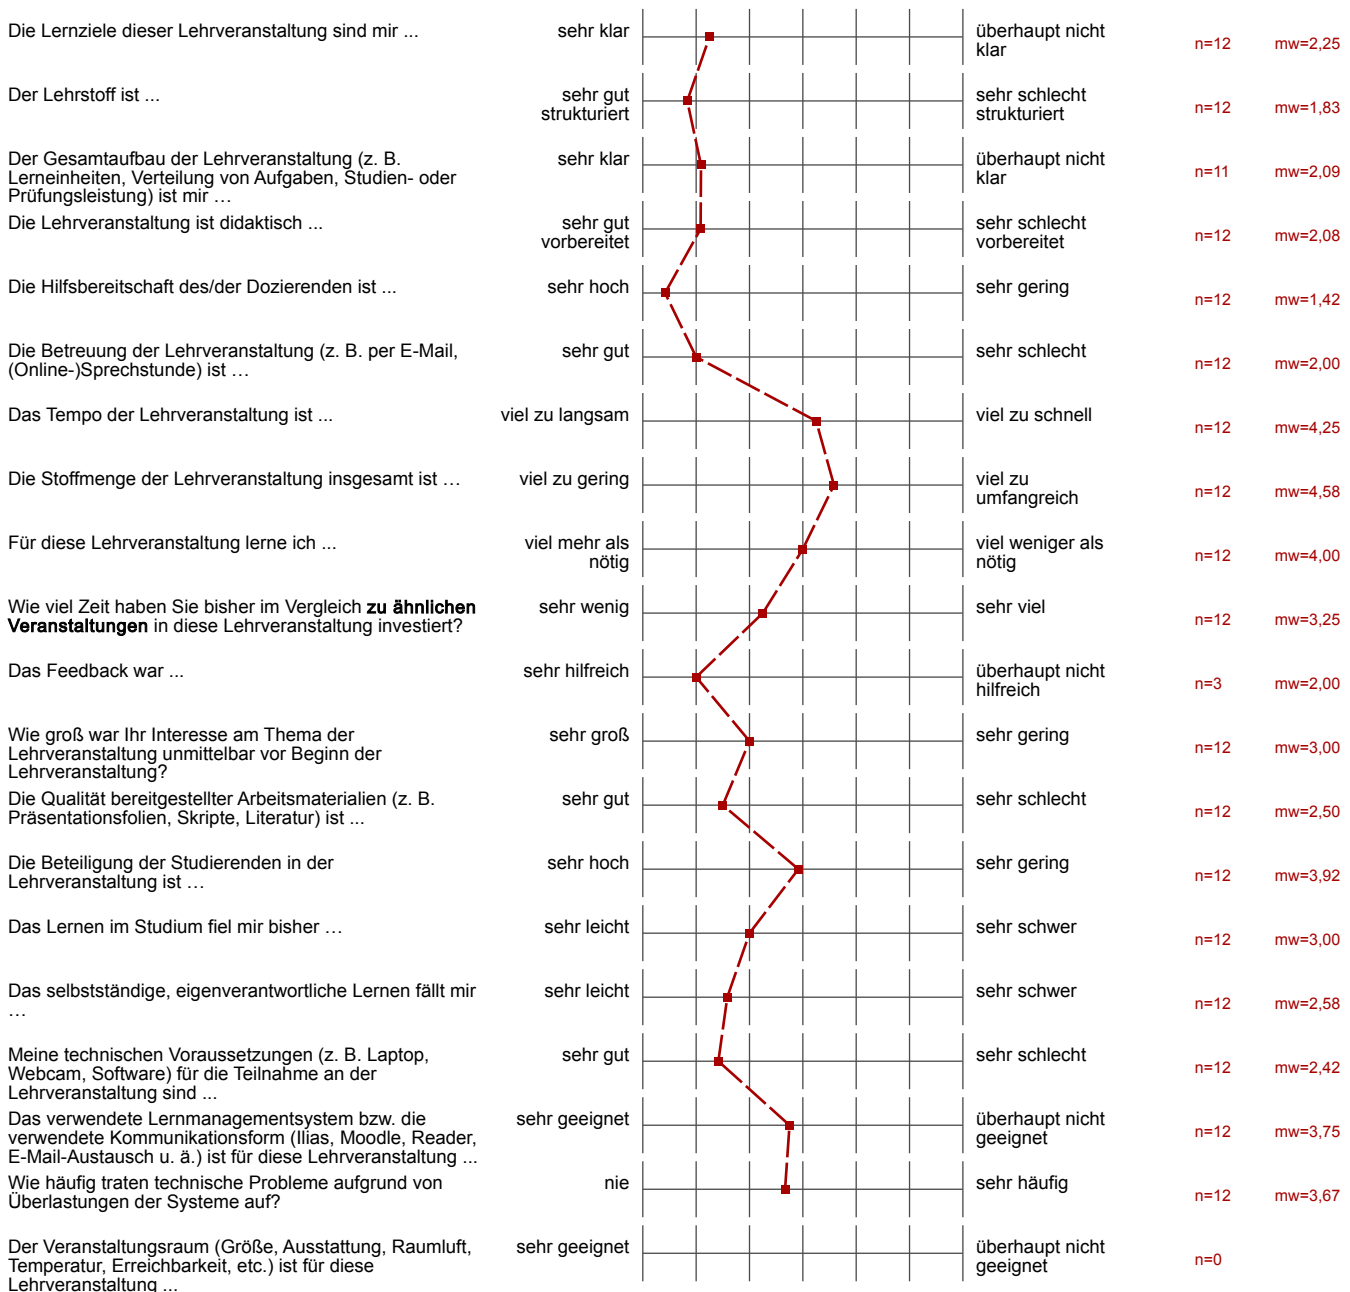 Die Lernziele dieser Lehrveranstaltung sind mir ... sehr klar überhaupt nicht
klar
n=12 mw=2,25
Der Lehrstoff ist ... sehr gut
strukturiert
sehr schlecht
strukturiert
n=12 mw=1,83
Der Gesamtaufbau der Lehrveranstaltung (z. B.
Lerneinheiten, Verteilung von Aufgaben, Studien- oder
Prüfungsleistung) ist mir …
sehr klar
überhaupt nicht
klar
n=11 mw=2,09
Die Lehrveranstaltung ist didaktisch ... sehr gut
vorbereitet
sehr schlecht
vorbereitet
n=12 mw=2,08
Die Hilfsbereitschaft des/der Dozierenden ist ... sehr hoch sehr gering
n=12 mw=1,42
Die Betreuung der Lehrveranstaltung (z. B. per E-Mail,
(Online-)Sprechstunde) ist …
sehr gut
sehr schlecht
n=12 mw=2,00
Das Tempo der Lehrveranstaltung ist ... viel zu langsam viel zu schnell
n=12 mw=4,25
Die Stoffmenge der Lehrveranstaltung insgesamt ist … viel zu gering viel zu
umfangreich
n=12 mw=4,58
Für diese Lehrveranstaltung lerne ich ... viel mehr als
nötig
viel weniger als
nötig
n=12 mw=4,00
Wie viel Zeit haben Sie bisher im Vergleich zu ähnlichen
Veranstaltungen in diese Lehrveranstaltung investiert?
sehr wenig
sehr viel
n=12 mw=3,25
Das Feedback war ... sehr hilfreich überhaupt nicht
hilfreich
n=3 mw=2,00
Wie groß war Ihr Interesse am Thema der
Lehrveranstaltung unmittelbar vor Beginn der
Lehrveranstaltung?
sehr groß
sehr gering
n=12 mw=3,00
Die Qualität bereitgestellter Arbeitsmaterialien (z. B.
Präsentationsfolien, Skripte, Literatur) ist ...
sehr gut
sehr schlecht
n=12 mw=2,50
Die Beteiligung der Studierenden in der
Lehrveranstaltung ist …
sehr hoch
sehr gering
n=12 mw=3,92
Das Lernen im Studium fiel mir bisher … sehr leicht sehr schwer
n=12 mw=3,00
Das selbstständige, eigenverantwortliche Lernen fällt mir
…
sehr leicht
sehr schwer
n=12 mw=2,58
Meine technischen Voraussetzungen (z. B. Laptop,
Webcam, Software) für die Teilnahme an der
Lehrveranstaltung sind ...
sehr gut
sehr schlecht
n=12 mw=2,42
Das verwendete Lernmanagementsystem bzw. die
verwendete Kommunikationsform (Ilias, Moodle, Reader,
E-Mail-Austausch u. ä.) ist für diese Lehrveranstaltung ...
sehr geeignet
überhaupt nicht
geeignet
n=12 mw=3,75
Wie häufig traten technische Probleme aufgrund von
Überlastungen der Systeme auf?
nie
sehr häufig
n=12 mw=3,67
Der Veranstaltungsraum (Größe, Ausstattung, Raumluft,
Temperatur, Erreichbarkeit, etc.) ist für diese
Lehrveranstaltung ...
sehr geeignet
überhaupt nicht
geeignet
n=0